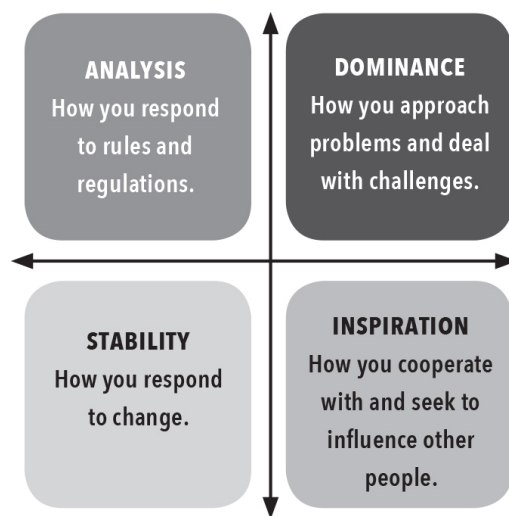 ANALYSIS
How you respond
to rules and
regulations.
DOMINANCE
How you approach
problems and deal
with challenges.
STABILITY
How you respond
to change.
INSPIRATION
How you cooperate
with and seek to
influence other
people.